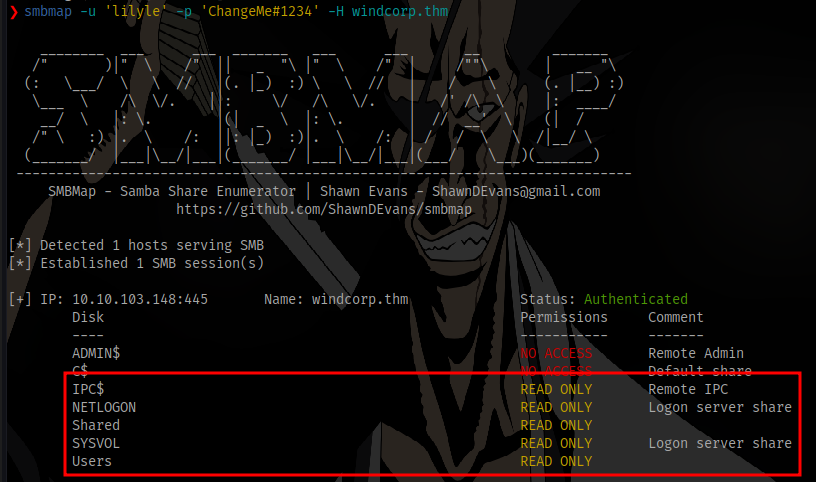 ❯ smbmap -u 'lilyle' -p 'ChangeMe#1234' -H windcorp.thm
SMBMap - Samba Share Enumerator | Shawn Evans - ShawnDEvans@gmail.com
https://github.com/ShawnDEvans/smbmap
[*] Detected 1 hosts serving SMB
[*] Established 1 SMB session(s)
[+] IP: 10.10.103.148:445 Name: windcorp.thm Status: Authenticated
Disk Permissions Comment
---- ----------- -------
ADMIN$ NO ACCESS Remote Admin
C$ NO ACCESS Default share
IPC$ READ ONLY Remote IPC
NETLOGON READ ONLY Logon server share
Shared READ ONLY
SYSVOL READ ONLY Logon server share
Users READ ONLY